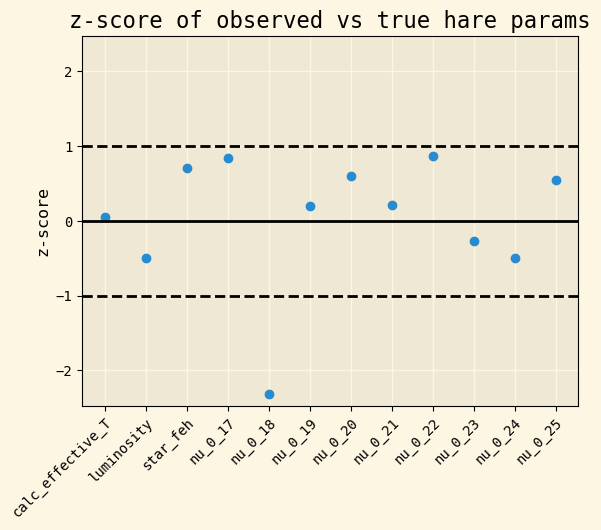 z-score of observed vs true hare params
z-score
2
1
0
−1
−2
calc_effective_T
luminosity
star_feh
nu_0_17
nu_0_18
nu_0_19
nu_0_20
nu_0_21
nu_0_22
nu_0_23
nu_0_24
nu_0_25